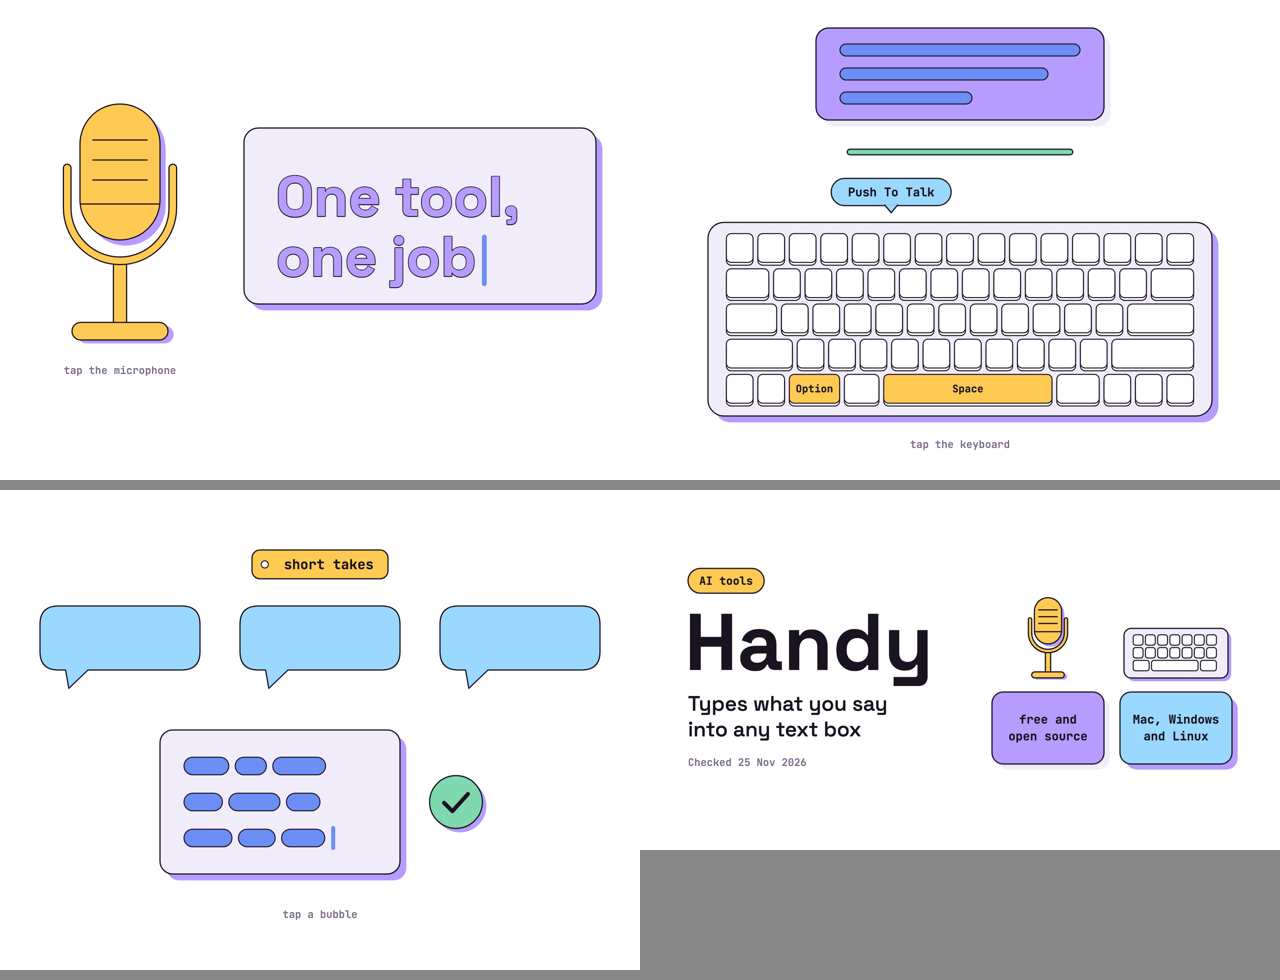 One tool,
one job
tap the microphone
Push To Talk
Option
Space
tap the keyboard
short takes
tap a bubble
AI tools
Handy
Types what you say
into any text box
Checked 25 Nov 2026
free and
open source
Mac, Windows
and Linux